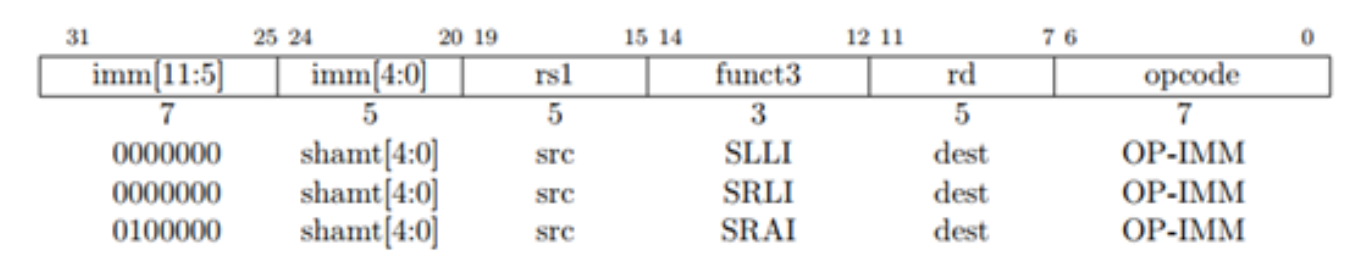 31 25 24 20 19 15 14 12 11 7 6 0
imm[11:5] imm[4:0] rs1 funct3 rd opcode
7 5 5 3 5 7
0000000 shamt[4:0] src SLLI dest OP-IMM
0000000 shamt[4:0] src SRLI dest OP-IMM
0100000 shamt[4:0] src SRAI dest OP-IMM